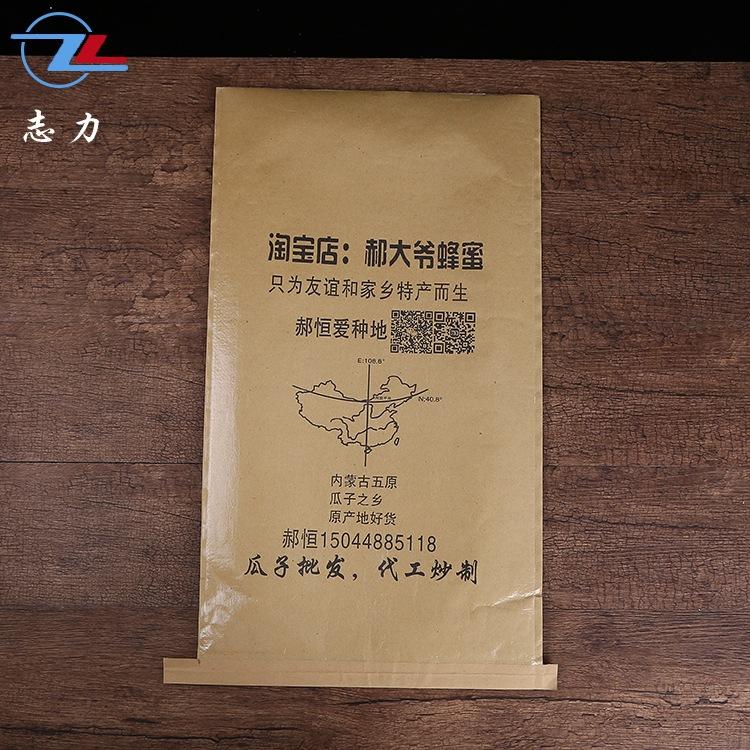 ZL
志力
淘宝店：郝大爷蜂蜜
只为友谊和家乡特产而生
郝恒爱种地
E:108.8°
N:40.8°
内蒙古五原
瓜子之乡
原产地好货
郝恒15044885118
瓜子批发，代工炒制